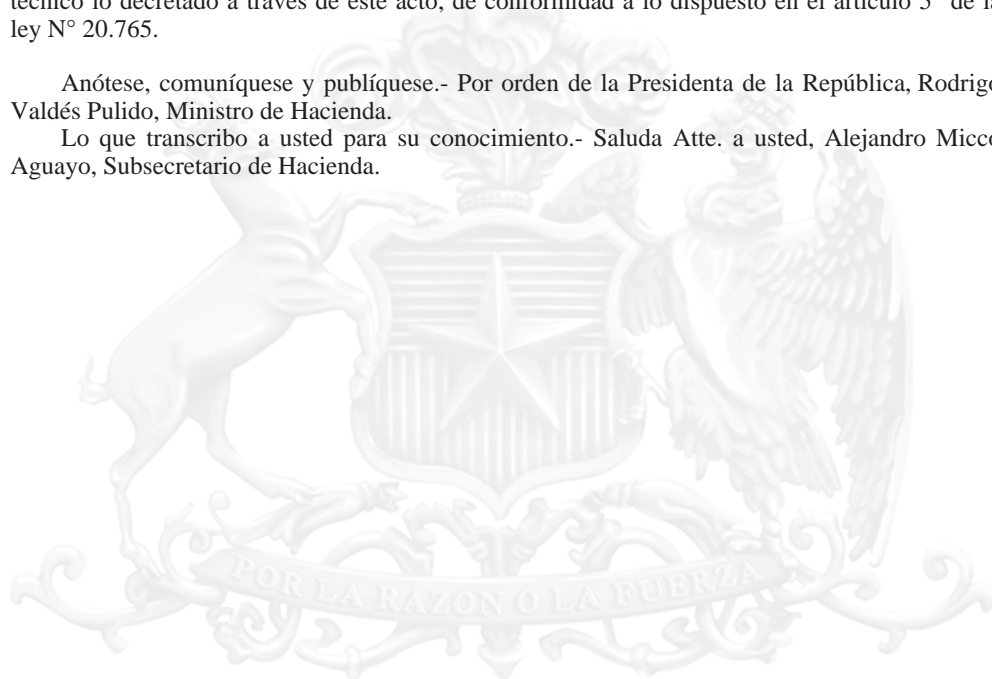 técnico lo decretado a través de este acto, de conformidad a lo dispuesto en el artículo 5° de la
ley N° 20.765.
Anótese, comuníquese y publíquese.- Por orden de la Presidenta de la República, Rodrigo
Valdés Pulido, Ministro de Hacienda.
Lo que transcribo a usted para su conocimiento.- Saluda Atte. a usted, Alejandro Micco
Aguayo, Subsecretario de Hacienda.
POR LA RAZON O LA FUERZA